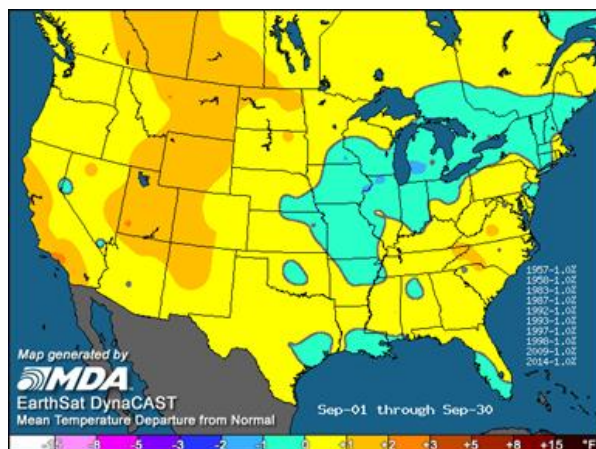 1957-1.0Z
1958-1.0Z
1983-1.0Z
1987-1.0Z
1992-1.0Z
1993-1.0Z
1997-1.0Z
1998-1.0Z
2009-1.0Z
2014-1.0Z
Map generated by
MDA
EarthSat DynaCAST
Mean Temperature Departure from Normal
Sep-01 through Sep-30
-15 -8 -5 -3 -2 -1 0 +1 +2 +3 +5 +8 +15 °F